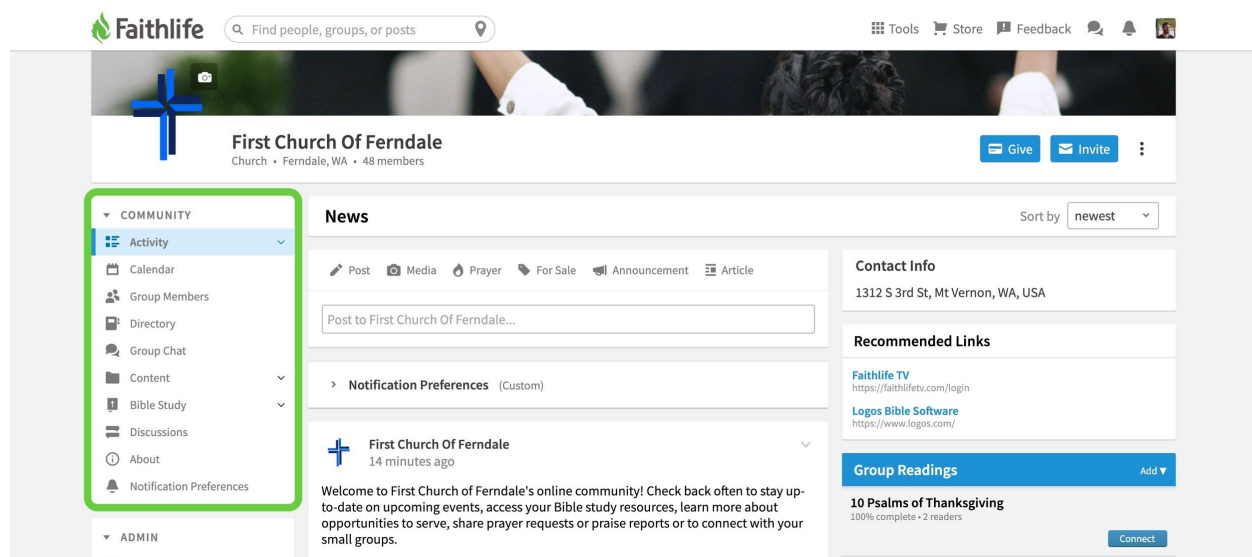 Faithlife
Find people, groups, or posts
Tools Store Feedback
First Church Of Ferndale
Church • Ferndale, WA • 48 members
Give Invite
COMMUNITY
Activity
Calendar
Group Members
Directory
Group Chat
Content
Bible Study
Discussions
About
Notification Preferences
ADMIN
News
Sort by newest
Post Media Prayer For Sale Announcement Article
Post to First Church Of Ferndale...
Notification Preferences (Custom)
First Church Of Ferndale
14 minutes ago
Welcome to First Church of Ferndale's online community! Check back often to stay up-
to-date on upcoming events, access your Bible study resources, learn more about
opportunities to serve, share prayer requests or praise reports or to connect with your
small groups.
Contact Info
1312 S 3rd St, Mt Vernon, WA, USA
Recommended Links
Faithlife TV
https://faithlifetv.com/login
Logos Bible Software
https://www.logos.com/
Group Readings Add ▼
10 Psalms of Thanksgiving
100% complete • 2 readers
Connect